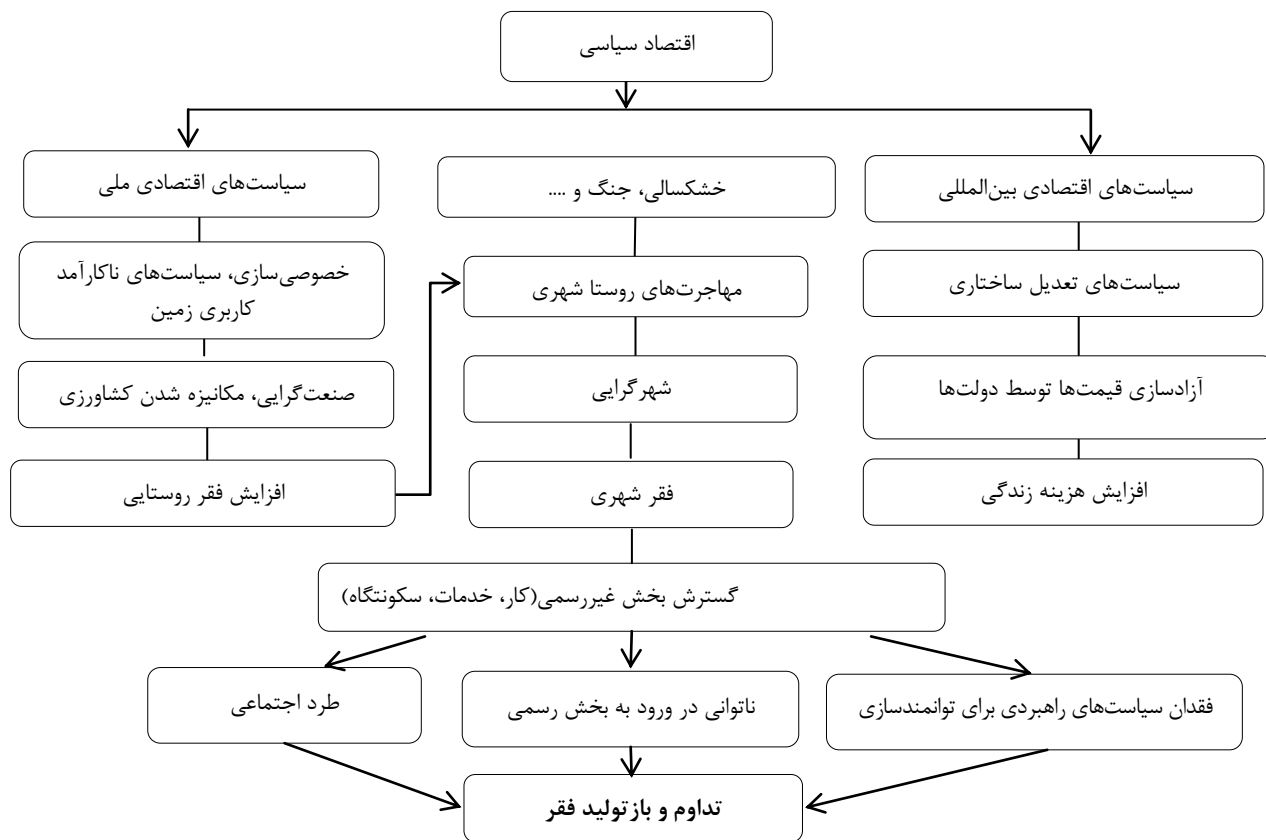 اقتصاد سیاسی
سیاست‌های اقتصادی بین‌المللی
خشکسالی، جنگ و ....
سیاست‌های اقتصادی ملی
سیاست‌های تعدیل ساختاری
مهاجرت‌های روستا شهری
خصوصی‌سازی، سیاست‌های ناکارآمد
کاربری زمین
آزادسازی قیمت‌ها توسط دولت‌ها
شهرگرایی
صنعت‌گرایی، مکانیزه شدن کشاورزی
افزایش هزینه زندگی
فقر شهری
افزایش فقر روستایی
گسترش بخش غیررسمی(کار، خدمات، سکونتگاه)
فقدان سیاست‌های راهبردی برای توانمندسازی
ناتوانی در ورود به بخش رسمی
طرد اجتماعی
تداوم و بازتولید فقر